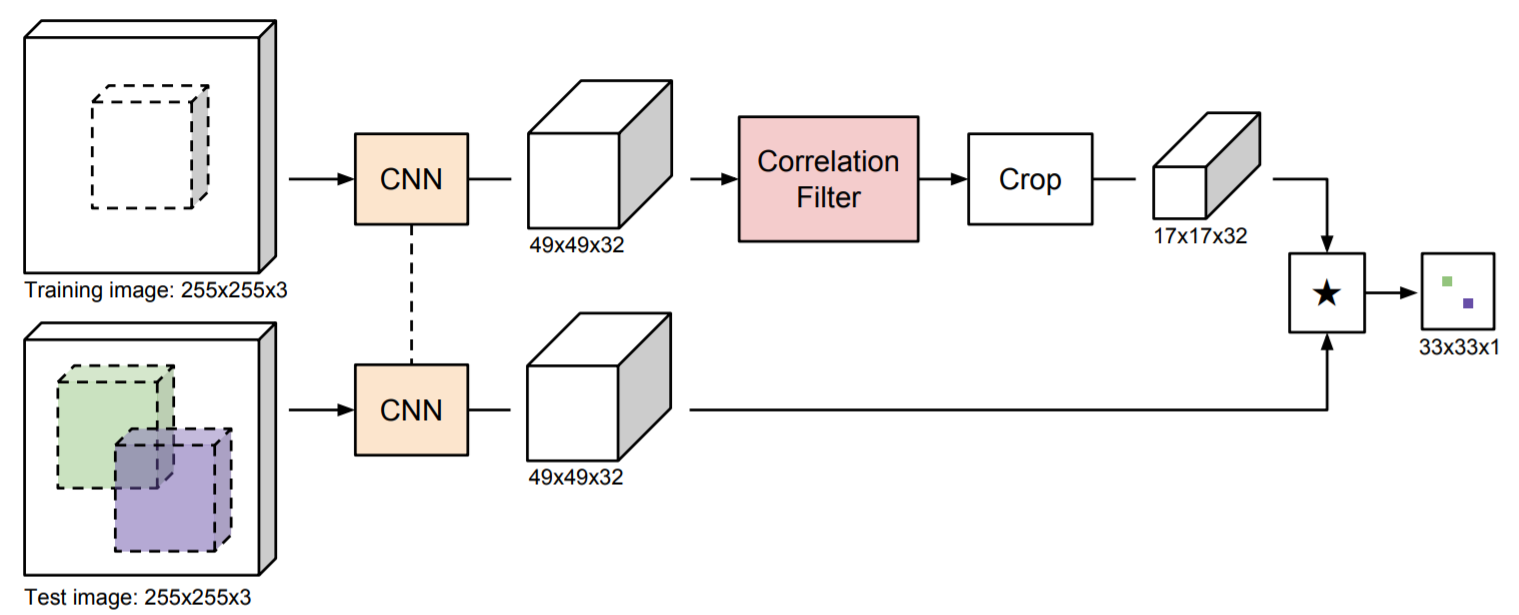 Training image: 255x255x3
CNN
49x49x32
Correlation
Filter
Crop
17x17x32
33x33x1
Test image: 255x255x3
CNN
49x49x32